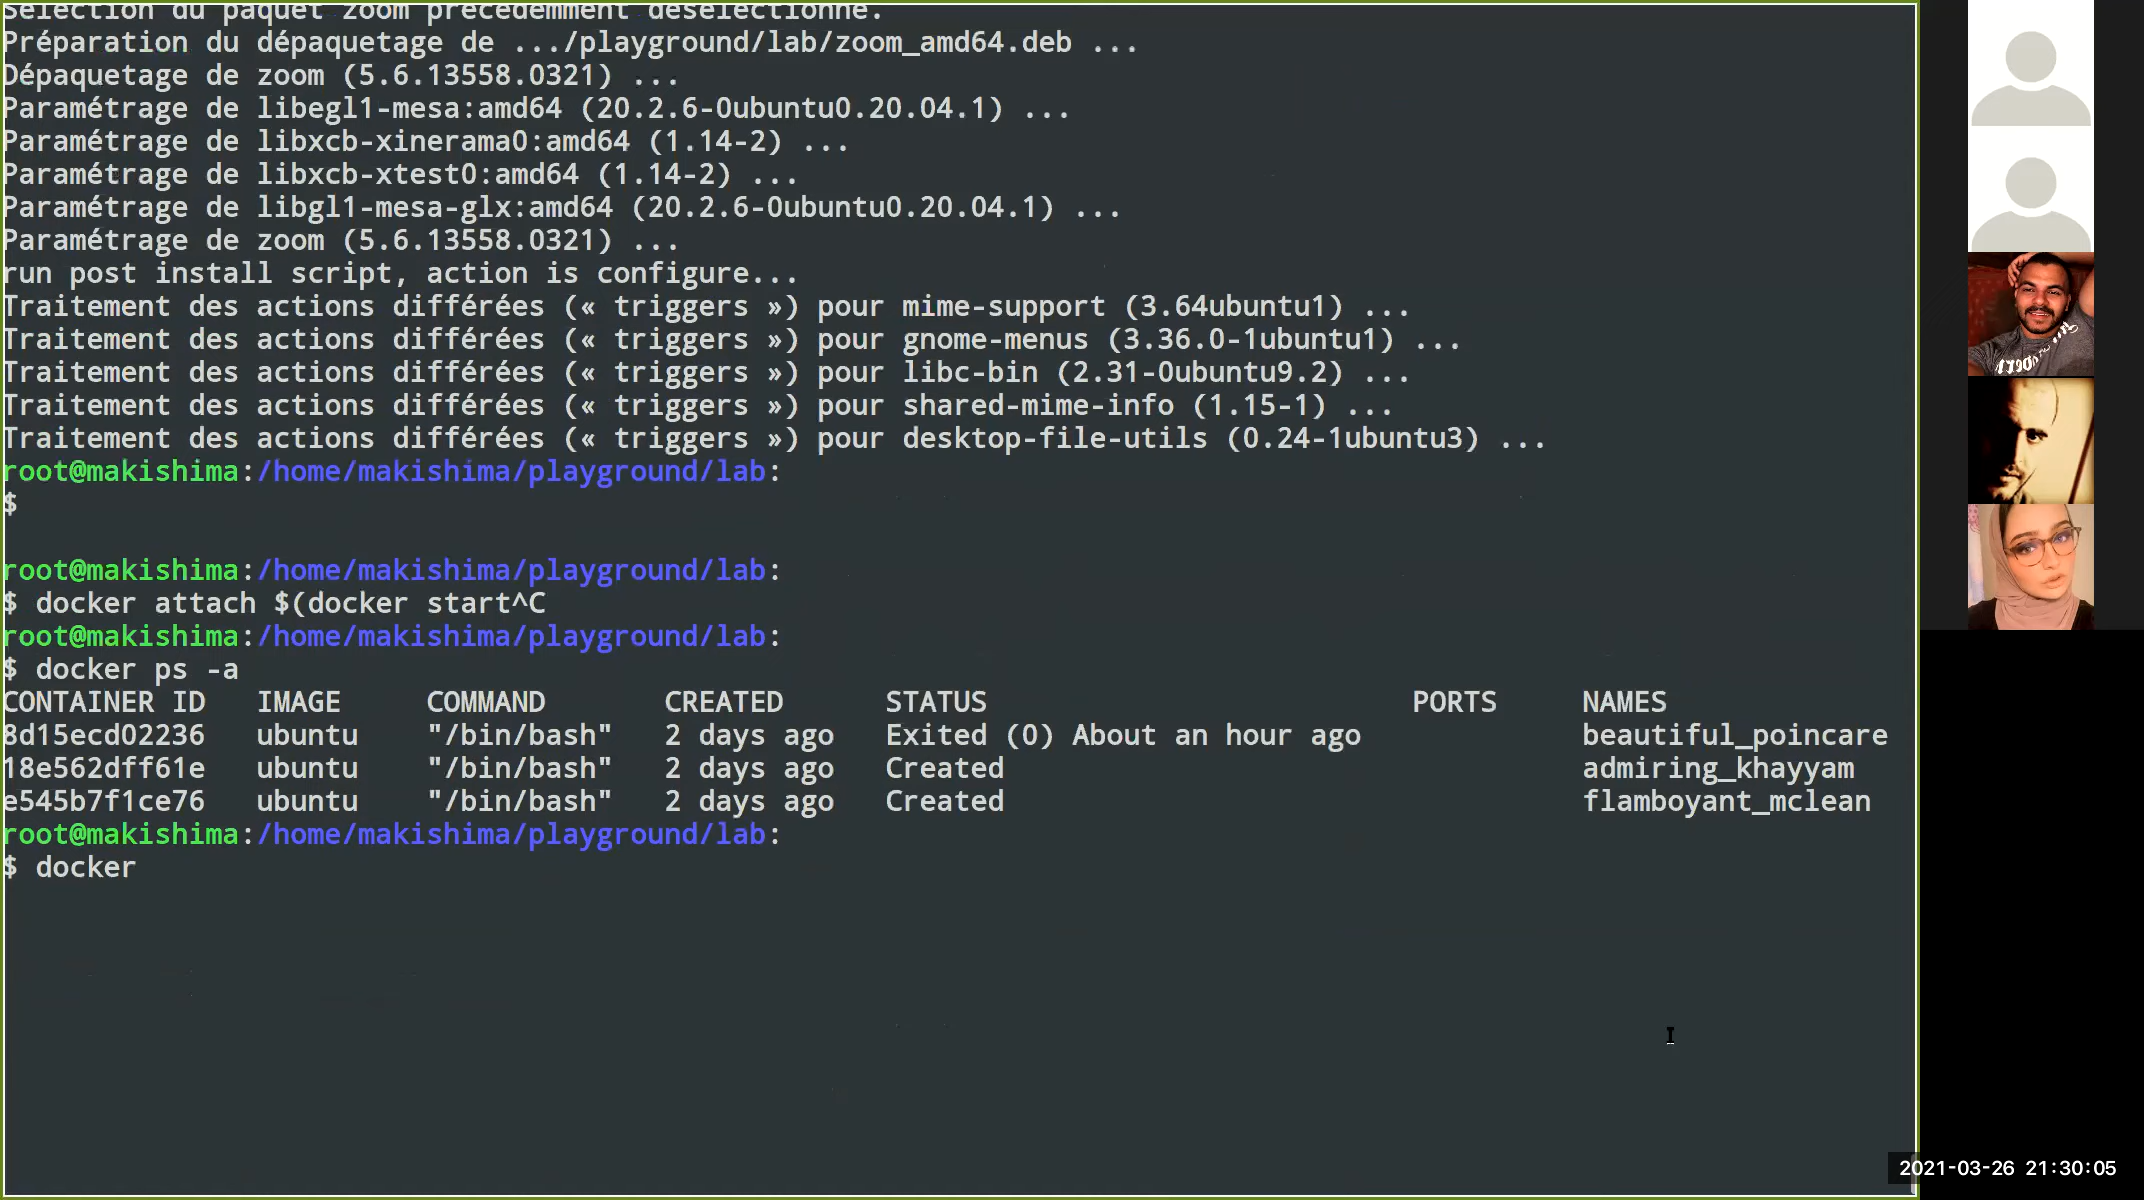 Sélection du paquet zoom précédemment désélectionné.
Préparation du dépaquetage de .../playground/lab/zoom_amd64.deb ...
Dépaquetage de zoom (5.6.13558.0321) ...
Paramétrage de libegl1-mesa:amd64 (20.2.6-0ubuntu0.20.04.1) ...
Paramétrage de libxcb-xinerama0:amd64 (1.14-2) ...
Paramétrage de libxcb-xtest0:amd64 (1.14-2) ...
Paramétrage de libgl1-mesa-glx:amd64 (20.2.6-0ubuntu0.20.04.1) ...
Paramétrage de zoom (5.6.13558.0321) ...
run post install script, action is configure...
Traitement des actions différées (« triggers ») pour mime-support (3.64ubuntu1) ...
Traitement des actions différées (« triggers ») pour gnome-menus (3.36.0-1ubuntu1) ...
Traitement des actions différées (« triggers ») pour libc-bin (2.31-0ubuntu9.2) ...
Traitement des actions différées (« triggers ») pour shared-mime-info (1.15-1) ...
Traitement des actions différées (« triggers ») pour desktop-file-utils (0.24-1ubuntu3) ...
root@makishima:/home/makishima/playground/lab:
$
root@makishima:/home/makishima/playground/lab:
$ docker attach $(docker start^C
root@makishima:/home/makishima/playground/lab:
$ docker ps -a
CONTAINER ID   IMAGE     COMMAND       CREATED      STATUS                         PORTS     NAMES
8d15ecd02236   ubuntu    "/bin/bash"   2 days ago   Exited (0) About an hour ago             beautiful_poincare
18e562dff61e   ubuntu    "/bin/bash"   2 days ago   Created                                  admiring_khayyam
e545b7f1ce76   ubuntu    "/bin/bash"   2 days ago   Created                                  flamboyant_mclean
root@makishima:/home/makishima/playground/lab:
$ docker
2021-03-26 21:30:05